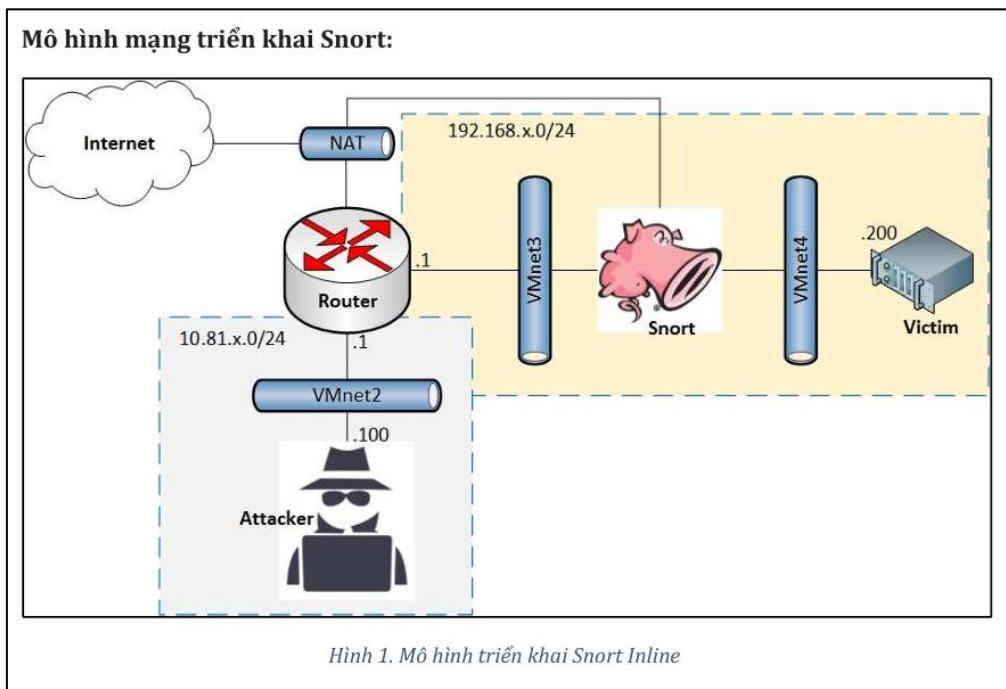 Mô hình mạng triển khai Snort:
Internet
NAT
192.168.x.0/24
Router
.1
VMnet3
Snort
VMnet4
.200
Victim
10.81.x.0/24
.1
VMnet2
.100
Attacker
Hình 1. Mô hình triển khai Snort Inline